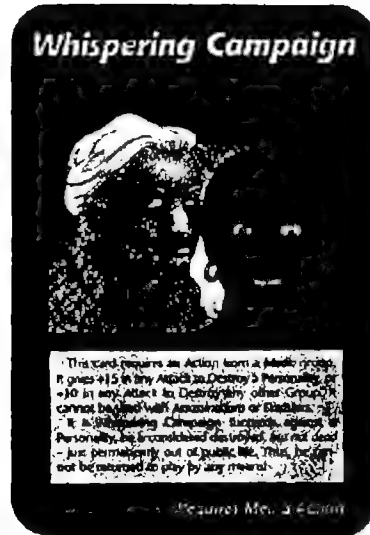 Whispering Campaign
This card requires an Action from a Media group.
It gives +15 in any Attack to Destroy a Personality, or
+10 in any Attack to Destroy any other Group. It
cannot be used with Assassinations or Disasters.
If a Whispering Campaign succeeds against a
Personality, he is considered destroyed, but not dead
– just permanently out of public life. Thus, he can-
not be returned to play by any means!
Requires Media Action